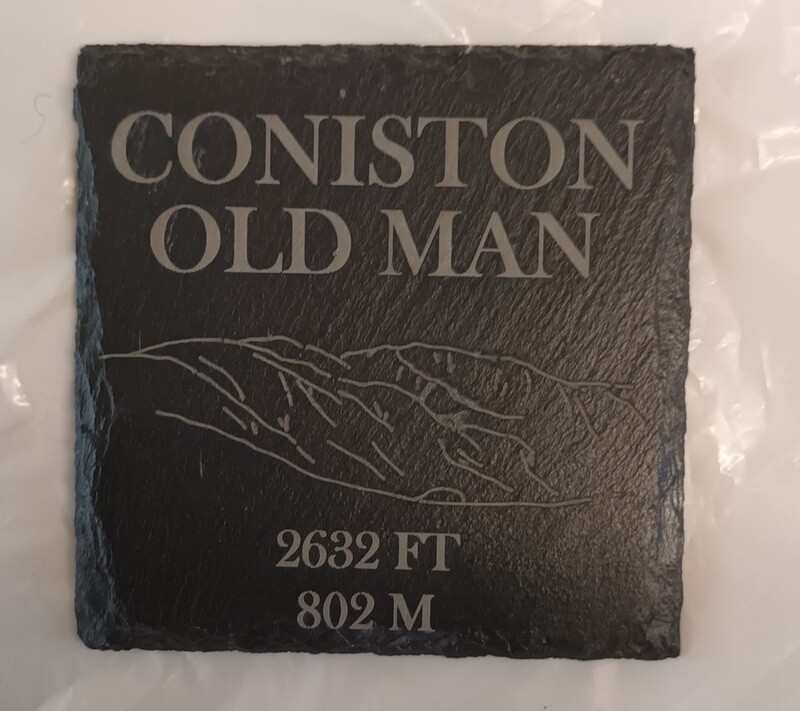 CONISTON
OLD MAN
2632 FT
802 M